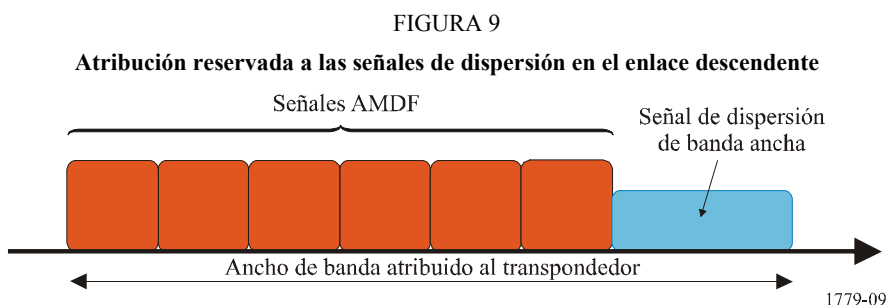 FIGURA 9
Atribución reservada a las señales de dispersión en el enlace descendente
Señales AMDF
Señal de dispersión
de banda ancha
Ancho de banda atribuido al transpondedor
1779-09